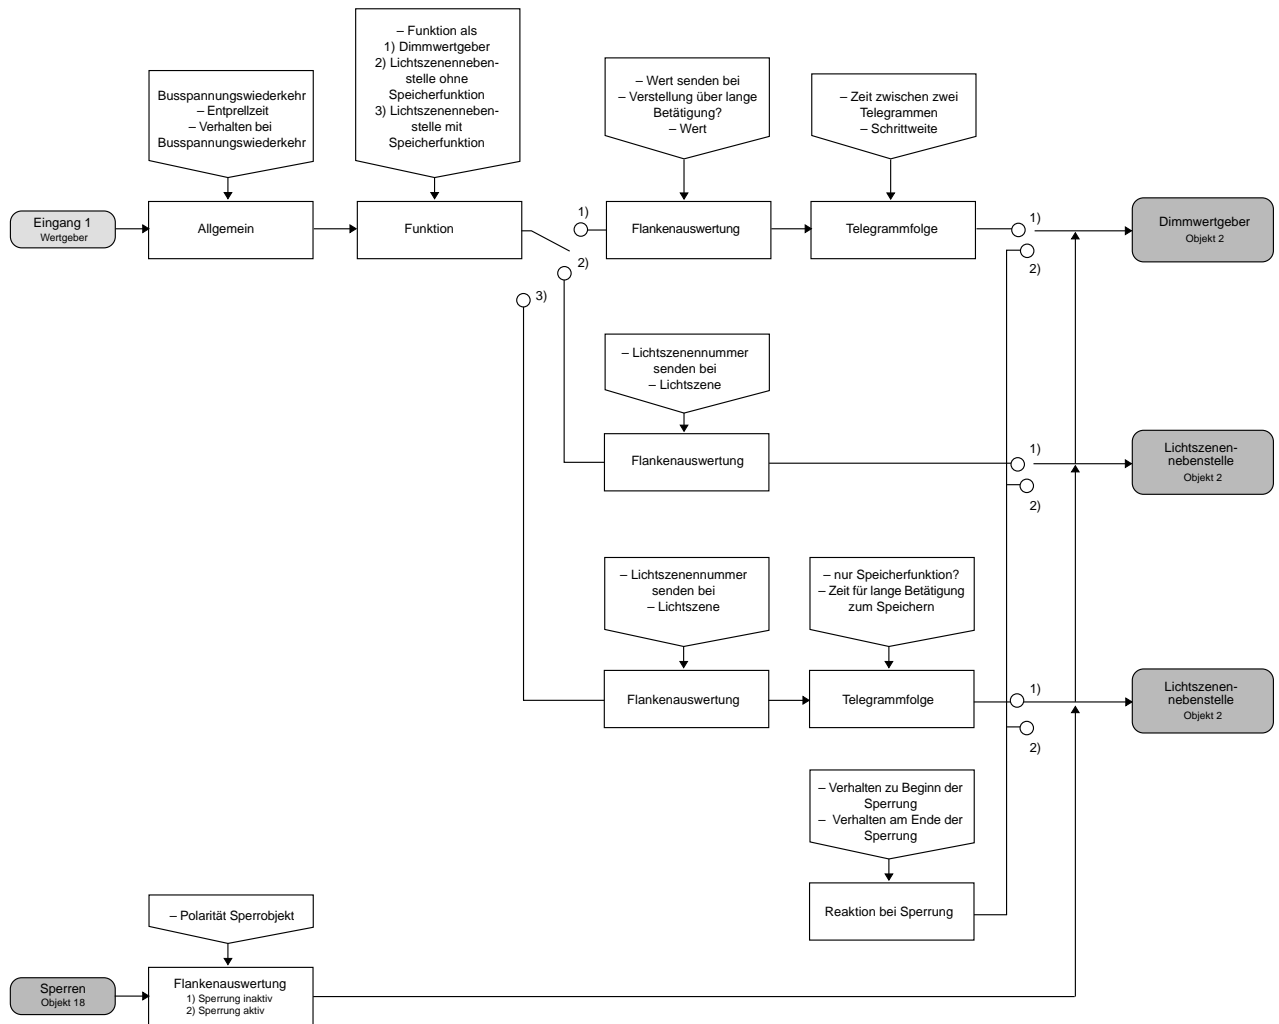 – Funktion als
1) Dimmwertgeber
2) Lichtszenenneben-
stelle ohne
Speicherfunktion
3) Lichtszenenneben-
stelle mit
Speicherfunktion
Busspannungswiederkehr
– Entprellzeit
– Verhalten bei
Busspannungswiederkehr
– Wert senden bei
– Verstellung über lange
Betätigung?
– Wert
– Zeit zwischen zwei
Telegrammen
– Schrittweite
Eingang 1
Wertgeber
Allgemein
Funktion
1)
2)
3)
Flankenauswertung
Telegrammfolge
1)
2)
Dimmwertgeber
Objekt 2
– Lichtszenennummer
senden bei
– Lichtszene
Flankenauswertung
1)
2)
Lichtszenen-
nebenstelle
Objekt 2
– Lichtszenennummer
senden bei
– Lichtszene
– nur Speicherfunktion?
– Zeit für lange Betätigung
zum Speichern
Flankenauswertung
Telegrammfolge
1)
2)
Lichtszenen-
nebenstelle
Objekt 2
– Verhalten zu Beginn der
Sperrung
– Verhalten am Ende der
Sperrung
Reaktion bei Sperrung
– Polarität Sperrobjekt
Sperren
Objekt 18
Flankenauswertung
1) Sperrung inaktiv
2) Sperrung aktiv